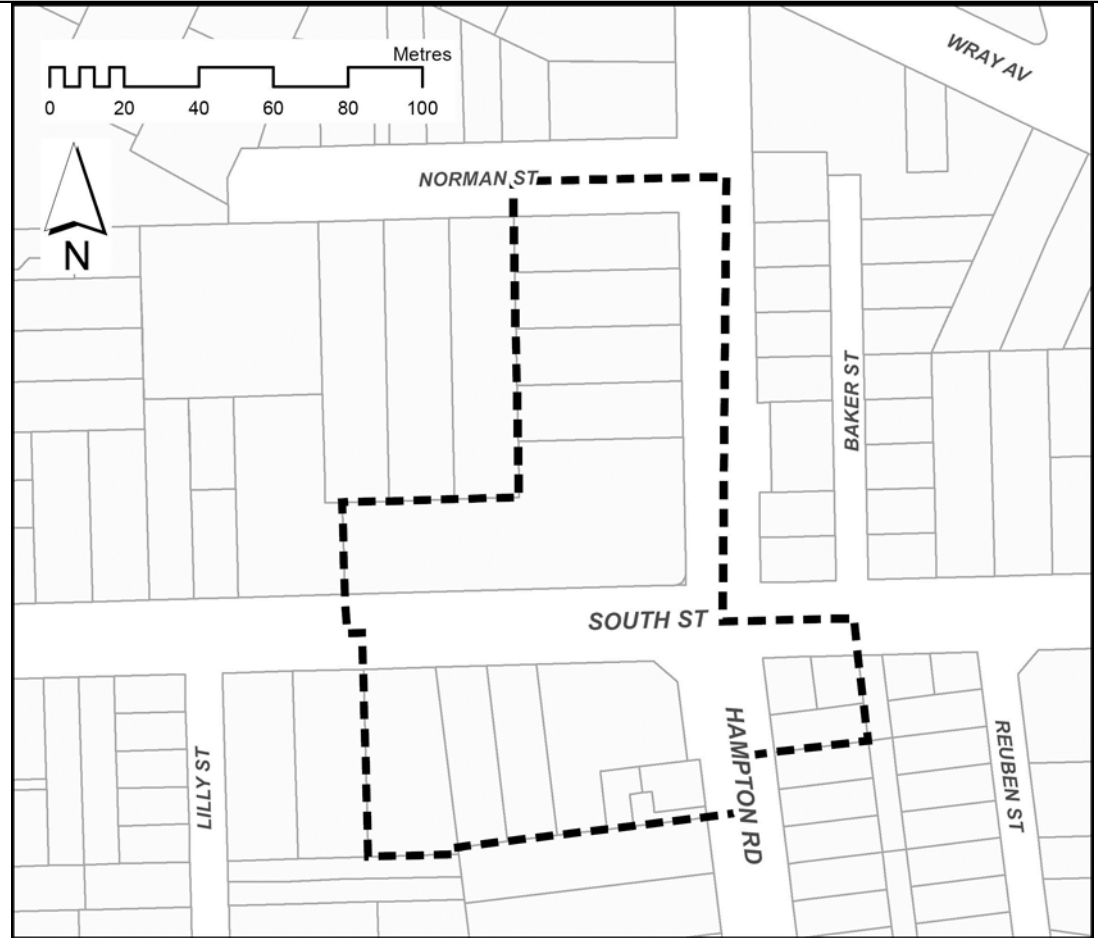 WRAY AV
Metres
0 20 40 60 80 100
NORMAN ST
N
BAKER ST
SOUTH ST
HAMPTON RD
REUBEN ST
LILLY ST